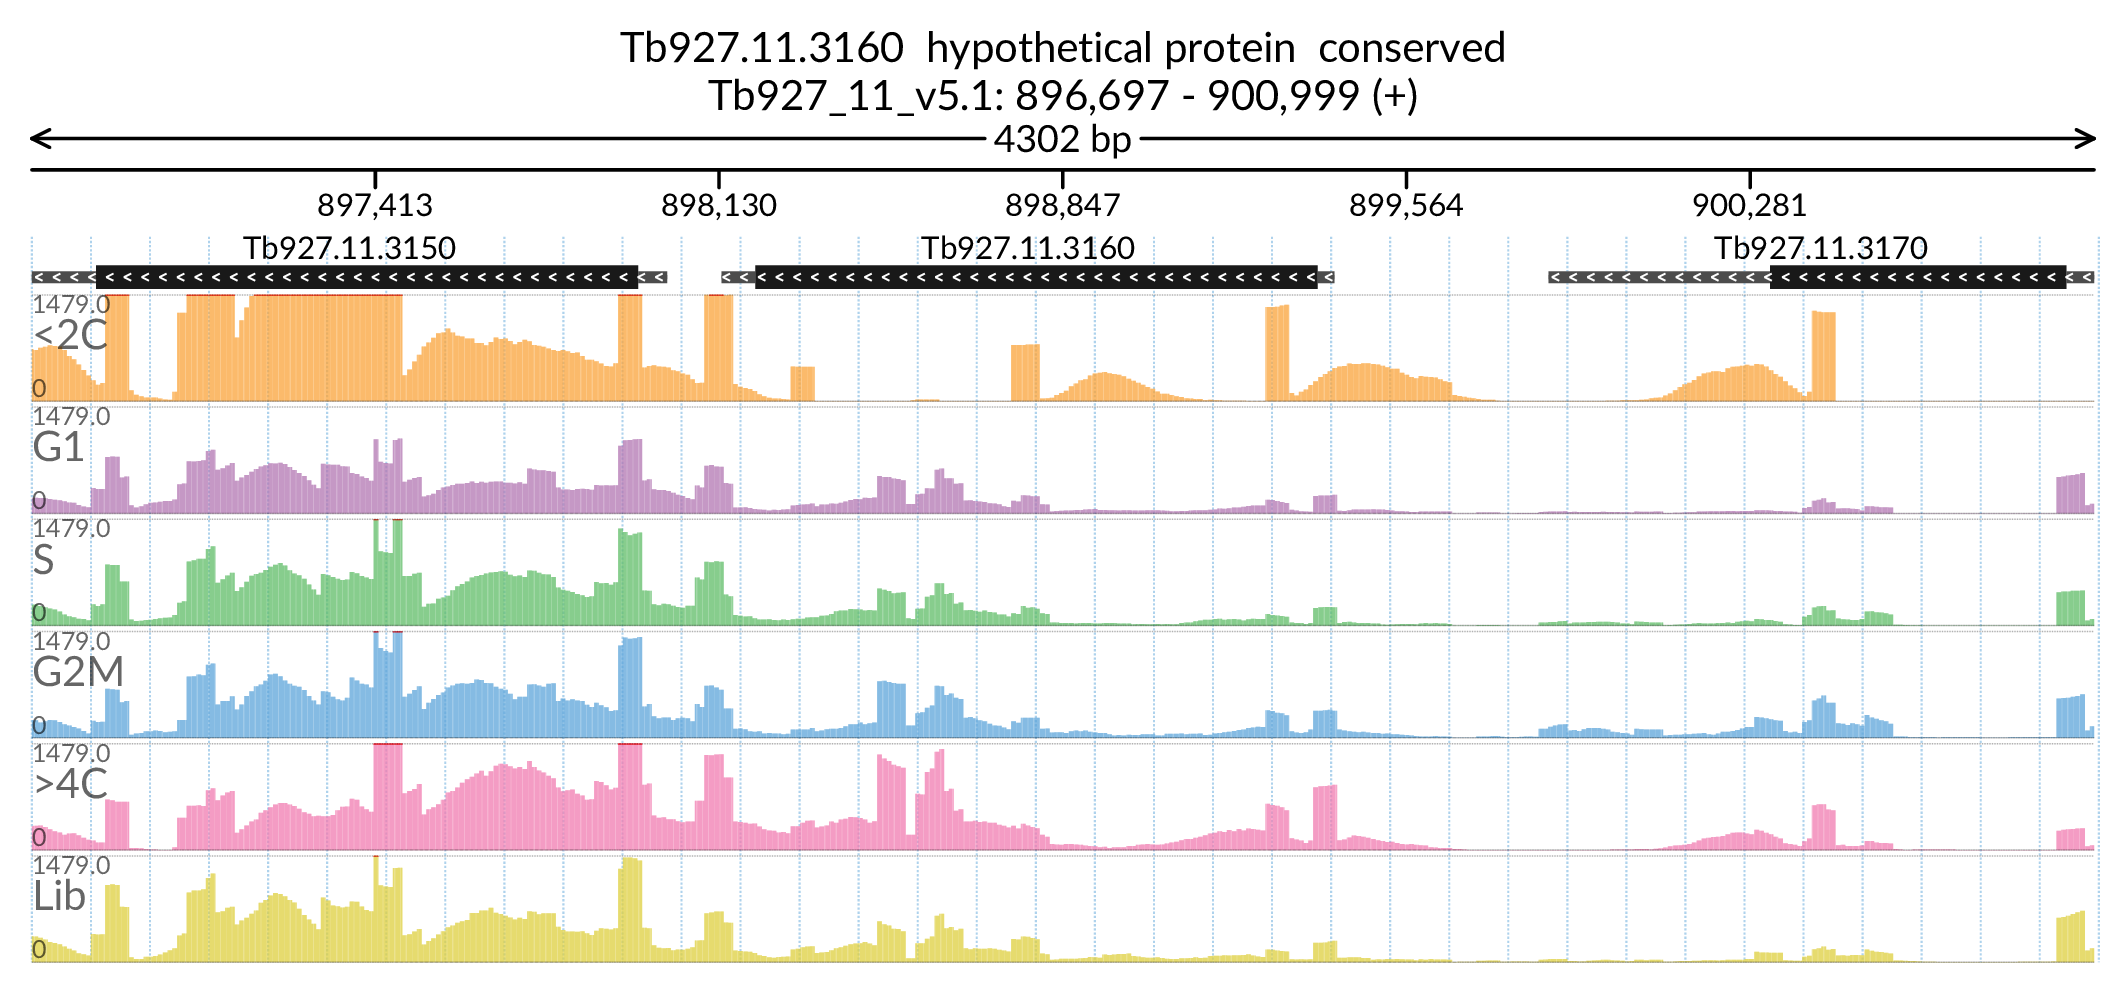 Tb927.11.3160  hypothetical protein  conserved
Tb927_11_v5.1: 896,697 - 900,999 (+)
4302 bp
897,413 898,130 898,847 899,564 900,281
Tb927.11.3150 Tb927.11.3160 Tb927.11.3170
1479.0
<2C
0
1479.0
G1
0
1479.0
S
0
1479.0
G2M
0
1479.0
>4C
0
1479.0
Lib
0